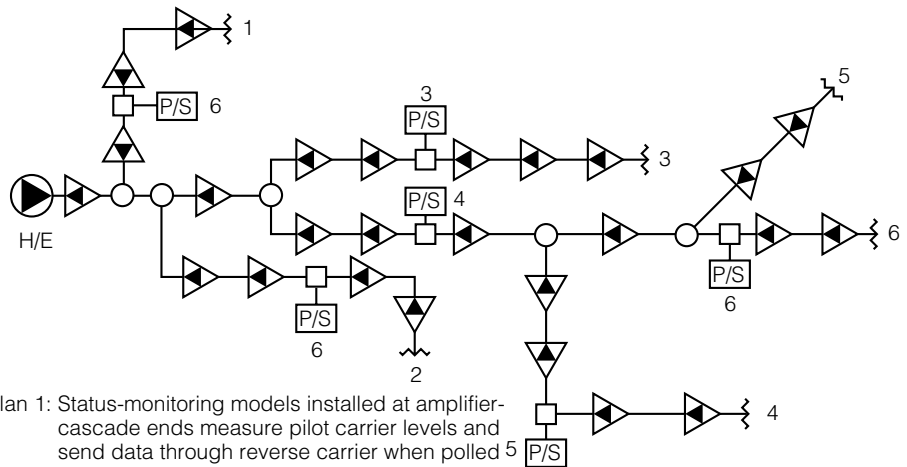 1
5
P/S 6
3
P/S
3
P/S 4
H/E
6
P/S
6
P/S
6
2
4
lan 1: Status-monitoring models installed at amplifier-
cascade ends measure pilot carrier levels and
send data through reverse carrier when polled
5 P/S